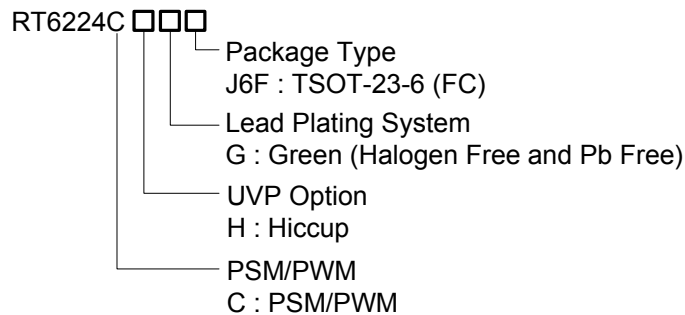 RT6224C □□□
Package Type
J6F : TSOT-23-6 (FC)
Lead Plating System
G : Green (Halogen Free and Pb Free)
UVP Option
H : Hiccup
PSM/PWM
C : PSM/PWM